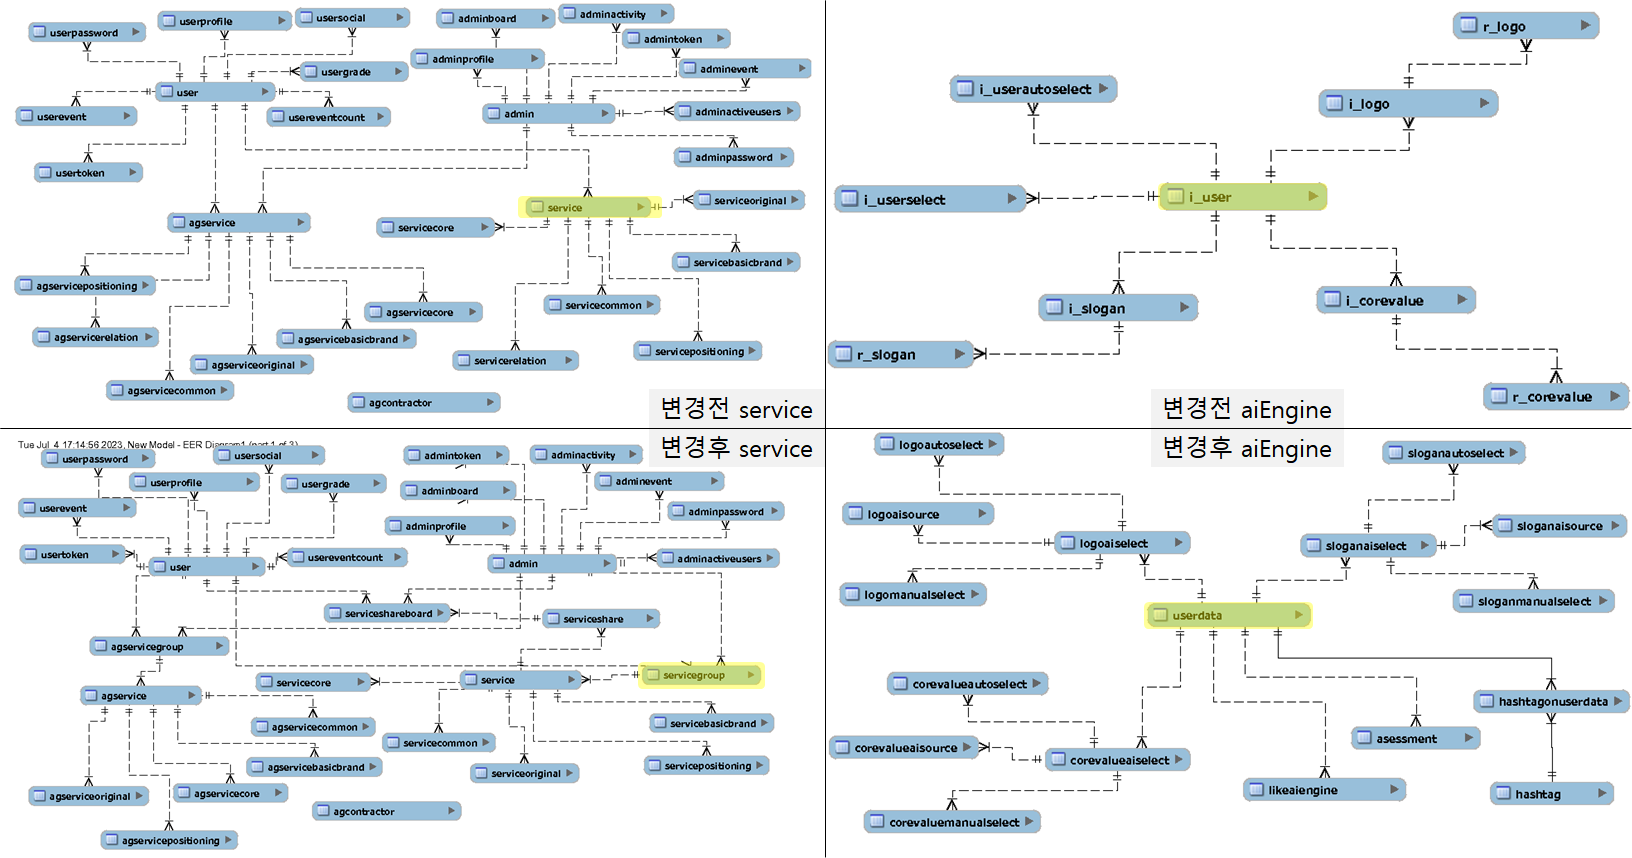 userpassword
userprofile
usersocial
usergrade
user
userevent
usereventcount
usertoken
adminboard
adminactivity
admintoken
adminprofile
adminevent
admin
adminactiveusers
adminpassword
service
serviceoriginal
servicecore
servicebasicbrand
servicecommon
servicerelation
servicepositioning
agservice
agservicepositioning
agservicerelation
agservicecommon
agserviceoriginal
agservicebasicbrand
agservicecore
agcontractor
변경전 service
r_logo
i_userautoselect
i_logo
i_userselect
i_user
i_slogan
i_corevalue
r_slogan
r_corevalue
변경전 aiEngine
Tue Jul 4 17:14:56 2023, New Model - EER Diagram1 (part 1 of 3)
변경후 service
userpassword
usersocial
userprofile
usergrade
userevent
usertoken
usereventcount
user
admintoken
adminactivity
adminboard
adminevent
adminprofile
adminpassword
admin
adminactiveusers
serviceshareboard
serviceshare
agservicegroup
servicecore
service
servicegroup
agservice
agservicecommon
servicecommon
servicebasicbrand
agservicebasicbrand
serviceoriginal
servicepositioning
agserviceoriginal
agservicecore
agcontractor
agservicepositioning
변경후 aiEngine
logoautoselect
sloganautoselect
logoaisource
sloganaisource
logoaiselect
sloganaiselect
logomanualselect
sloganmanualselect
userdata
corevalueautoselect
hashtagonuserdata
corevalueaisource
asessment
corevalueaiselect
likeaiengine
hashtag
corevaluemanualselect